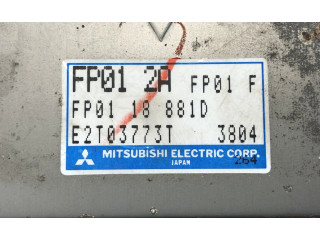 FP01 2A FP01 F
FP01 18 881D
E2T03773T 3804
MITSUBISHI ELECTRIC CORP.
JAPAN 264